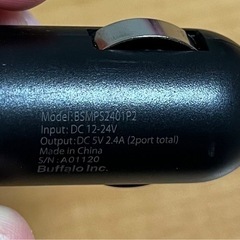 Model:BSMPS2401P2
Input: DC 12-24V
Output: DC 5V 2.4A (2port total)
Made in China
S/N: A01120
Buffalo Inc.